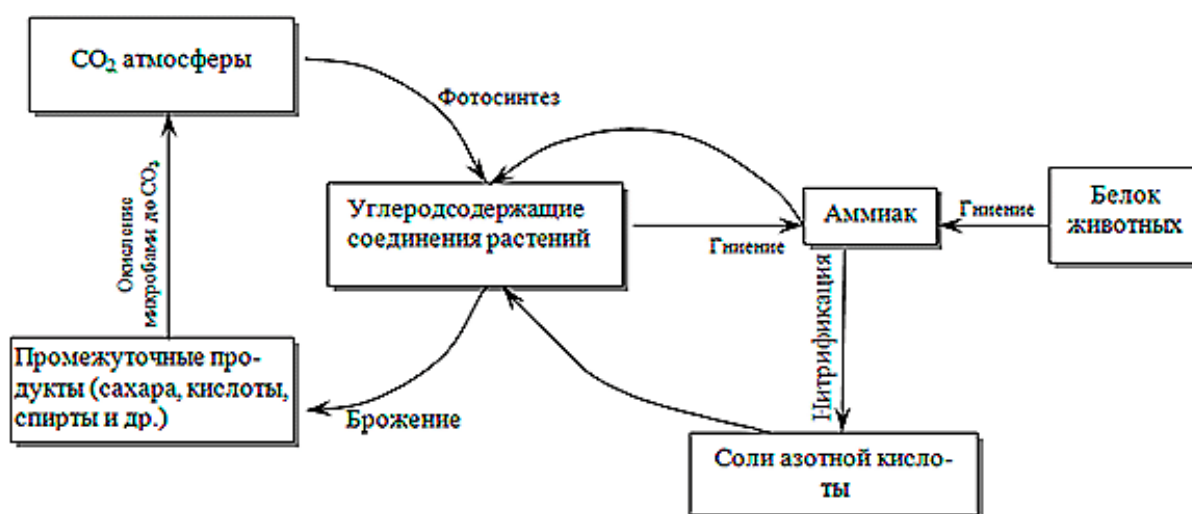 CO₂ атмосферы
Фотосинтез
Окисление
микробами до CO₂
Углеродсодержащие
соединения растений
Гниение
Аммиак
Гниение
Белок
животных
Нитрификация
Промежуточные про-
дукты (сахара, кислоты,
спирты и др.)
Брожение
Соли азотной кисло-
ты